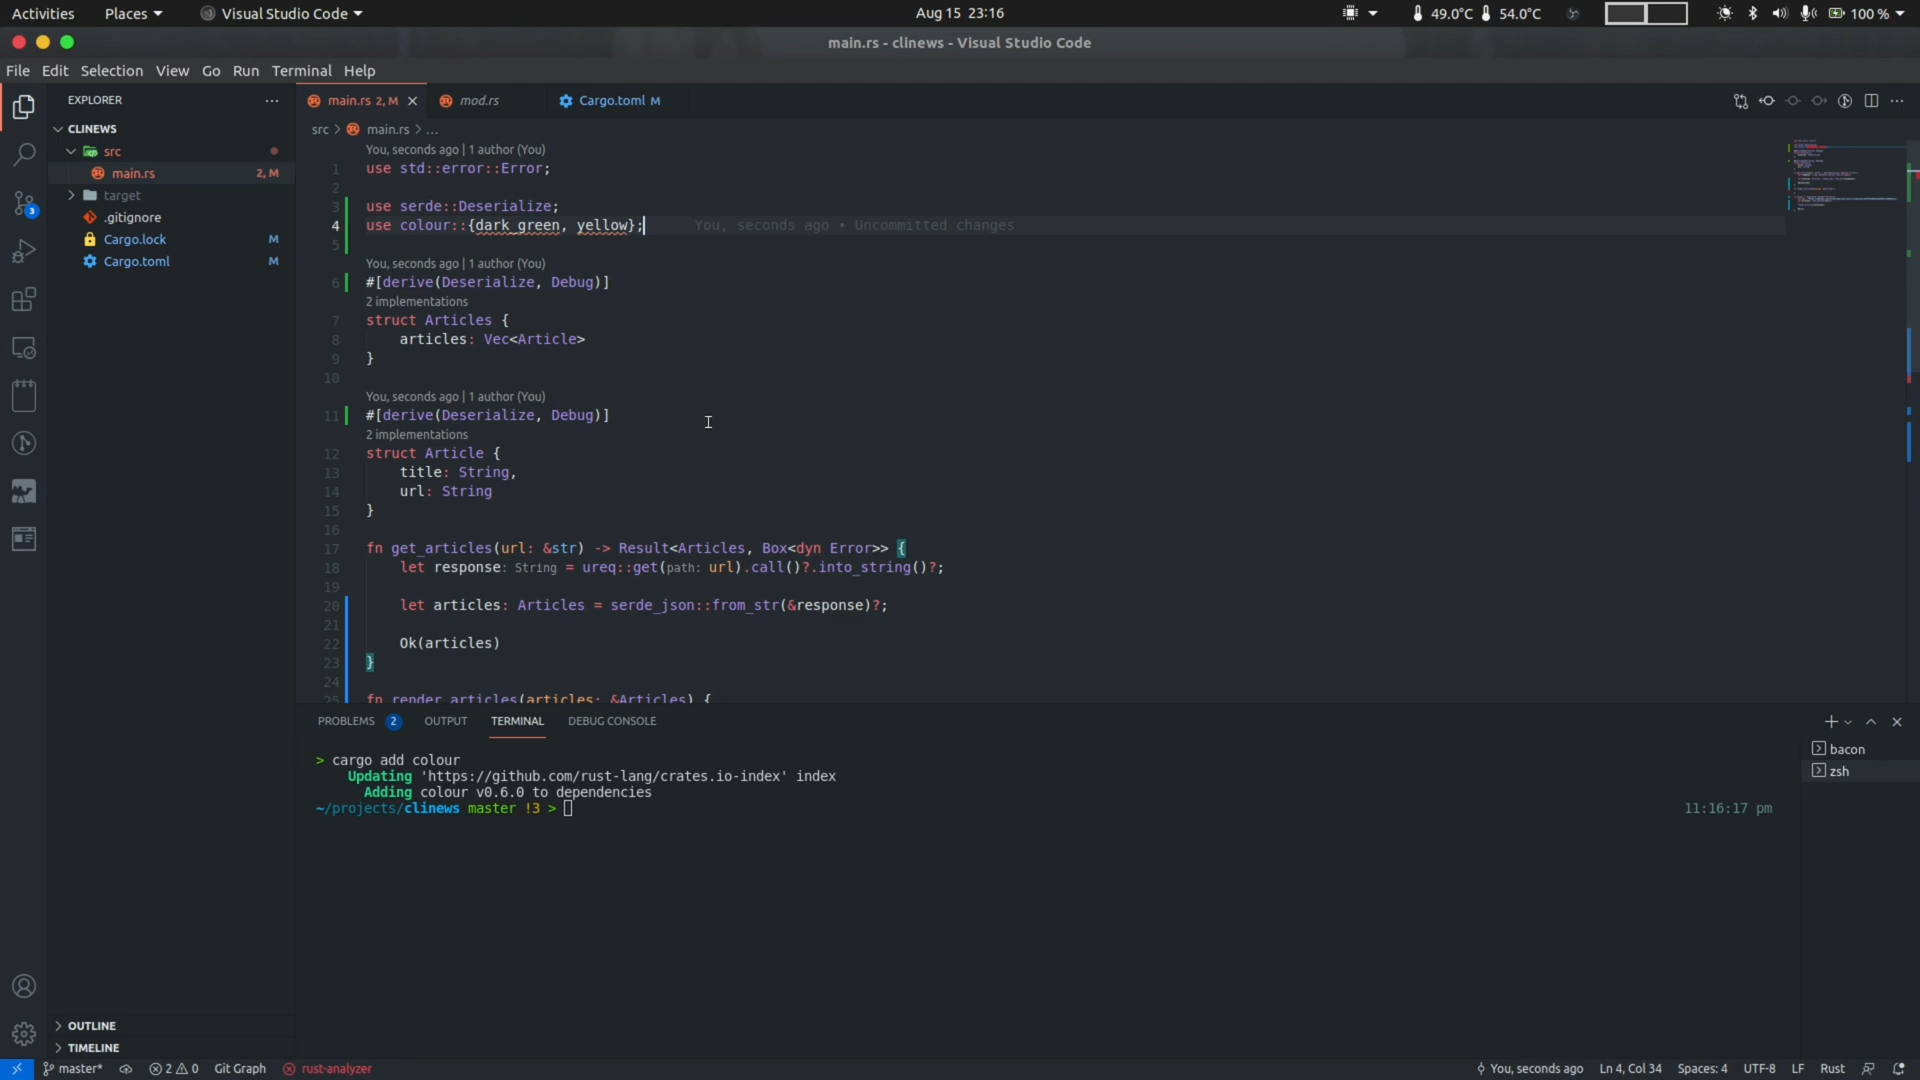 Activities Places Visual Studio Code Aug 15 23:16 49.0°C 54.0°C 100 %
main.rs - clinews - Visual Studio Code
File Edit Selection View Go Run Terminal Help
EXPLORER
main.rs 2, M
mod.rs
Cargo.toml M
CLINEWS
src
main.rs 2, M
target
.gitignore
Cargo.lock M
Cargo.toml M
3
OUTLINE
TIMELINE
src > main.rs > ...
You, seconds ago | 1 author (You)
1 use std::error::Error;
2
3 use serde::Deserialize;
4 use colour::{dark_green, yellow}; You, seconds ago • Uncommitted changes
5
You, seconds ago | 1 author (You)
6 #[derive(Deserialize, Debug)]
2 implementations
7 struct Articles {
8 articles: Vec<Article>
9 }
10
You, seconds ago | 1 author (You)
11 #[derive(Deserialize, Debug)]
2 implementations
12 struct Article {
13 title: String,
14 url: String
15 }
16
17 fn get_articles(url: &str) -> Result<Articles, Box<dyn Error>> {
18 let response: String = ureq::get(path: url).call()?.into_string()?;
19
20 let articles: Articles = serde_json::from_str(&response)?;
21
22 Ok(articles)
23 }
24
25 fn render_articles(articles: &Articles) {
PROBLEMS 2 OUTPUT TERMINAL DEBUG CONSOLE
> cargo add colour
Updating 'https://github.com/rust-lang/crates.io-index' index
Adding colour v0.6.0 to dependencies
~/projects/clinews master !3 > 11:16:17 pm
bacon
zsh
master* 2 0 Git Graph rust-analyzer You, seconds ago Ln 4, Col 34 Spaces: 4 UTF-8 LF Rust